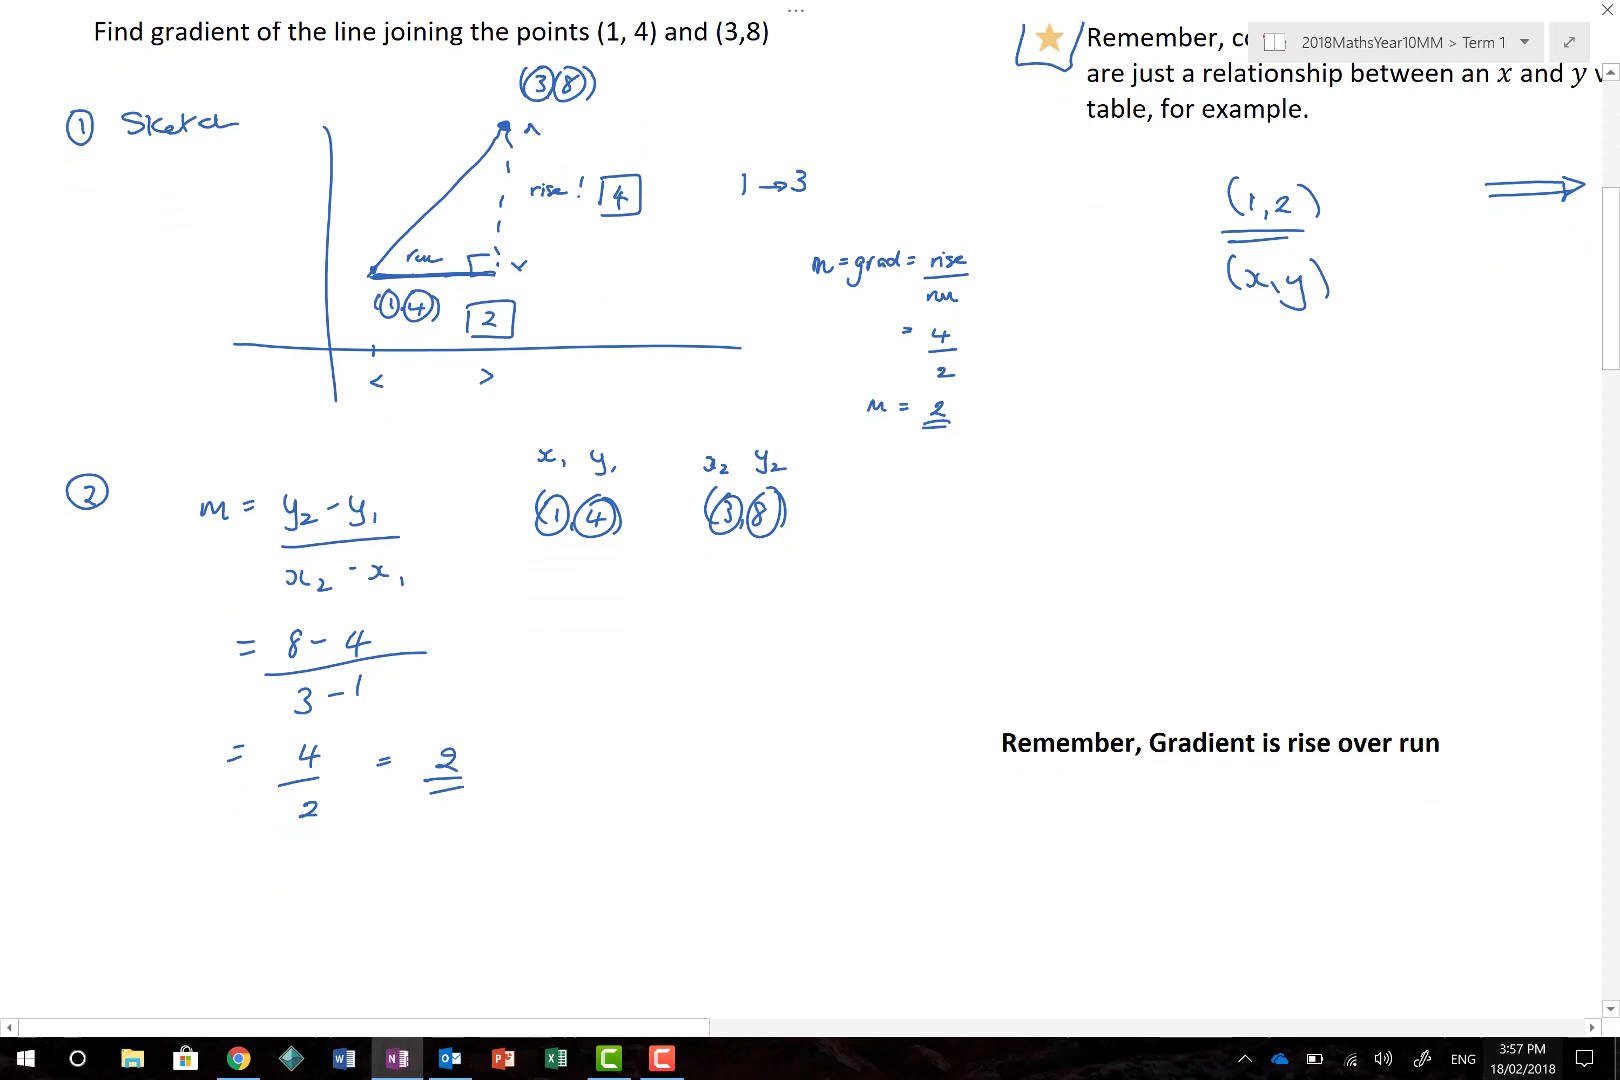 Find gradient of the line joining the points (1, 4) and (3,8)
Remember, co
2018MathsYear10MM > Term 1
are just a relationship between an x and y v
table, for example.
(3,8)
① Sketch
rise! 4
1 → 3
run
(1,4)
2
< >
m = grad = rise
run
= 4
2
m = 2
(1,2)
(x,y)
②
x₁ y₁ x₂ y₂
(1,4) (3,8)
m = y₂ - y₁
x₂ - x₁
= 8 - 4
3 - 1
= 4 = 2
2
Remember, Gradient is rise over run
ENG
3:57 PM
18/02/2018